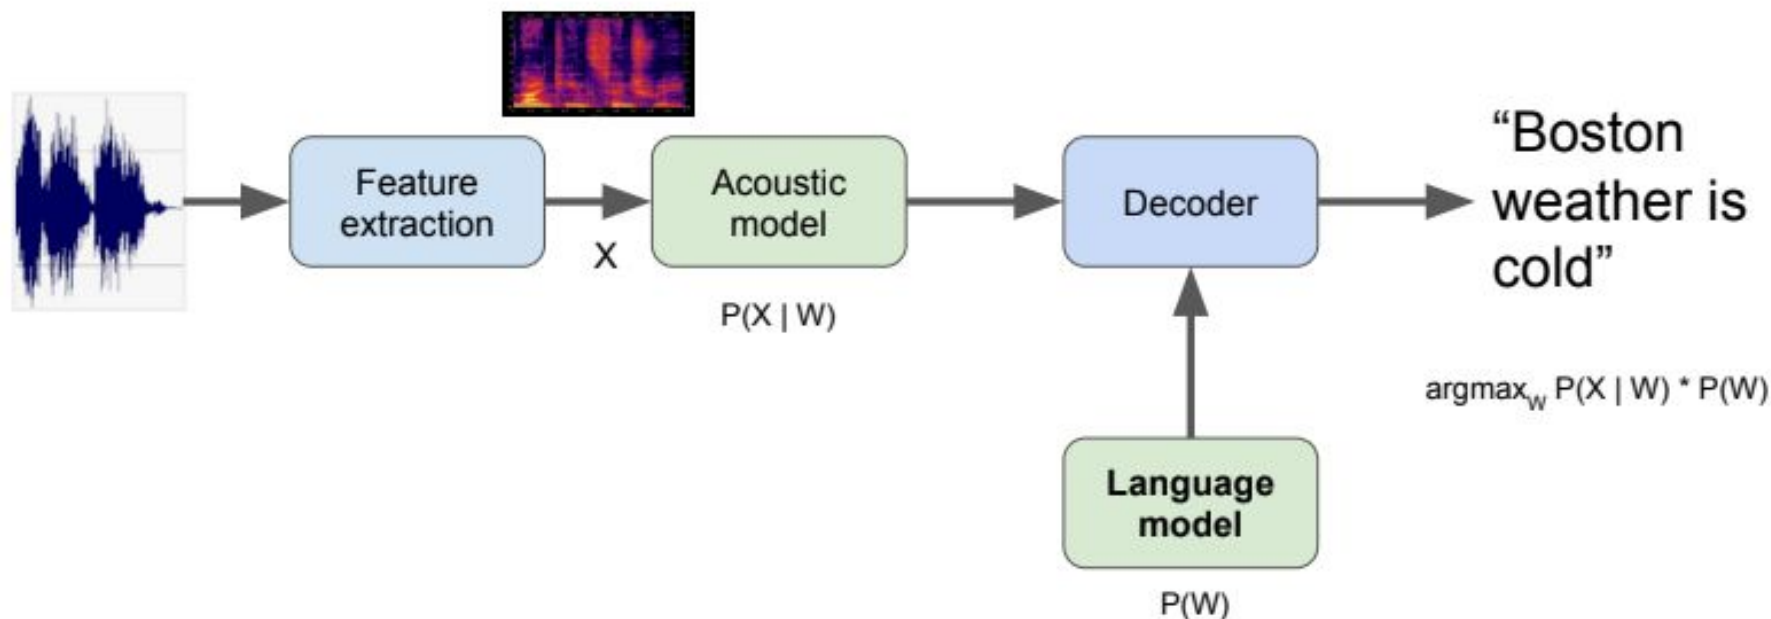 Feature
extraction
X
Acoustic
model
P(X | W)
Decoder
“Boston
weather is
cold”
argmax_W P(X | W) * P(W)
Language
model
P(W)